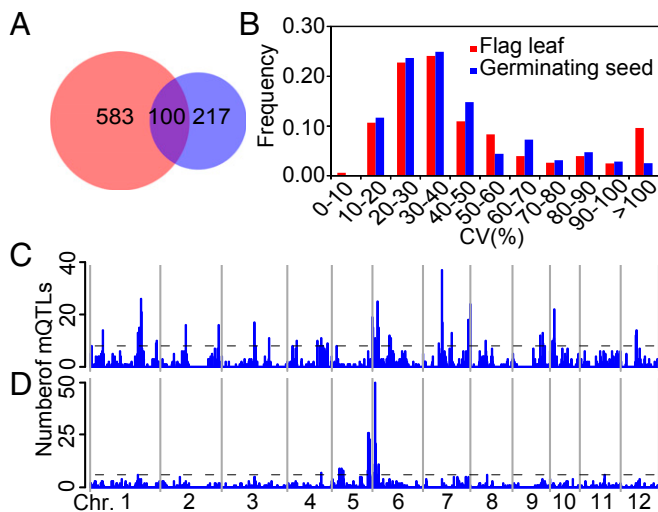 A
583 100 217
B
Frequency
0.30
0.20
0.10
0.00
Flag leaf
Germinating seed
0-10 10-20 20-30 30-40 40-50 50-60 60-70 70-80 80-90 90-100 >100
CV(%)
C
Numberof mQTLs
40
20
0
D
50
25
0
Chr. 1 2 3 4 5 6 7 8 9 10 11 12